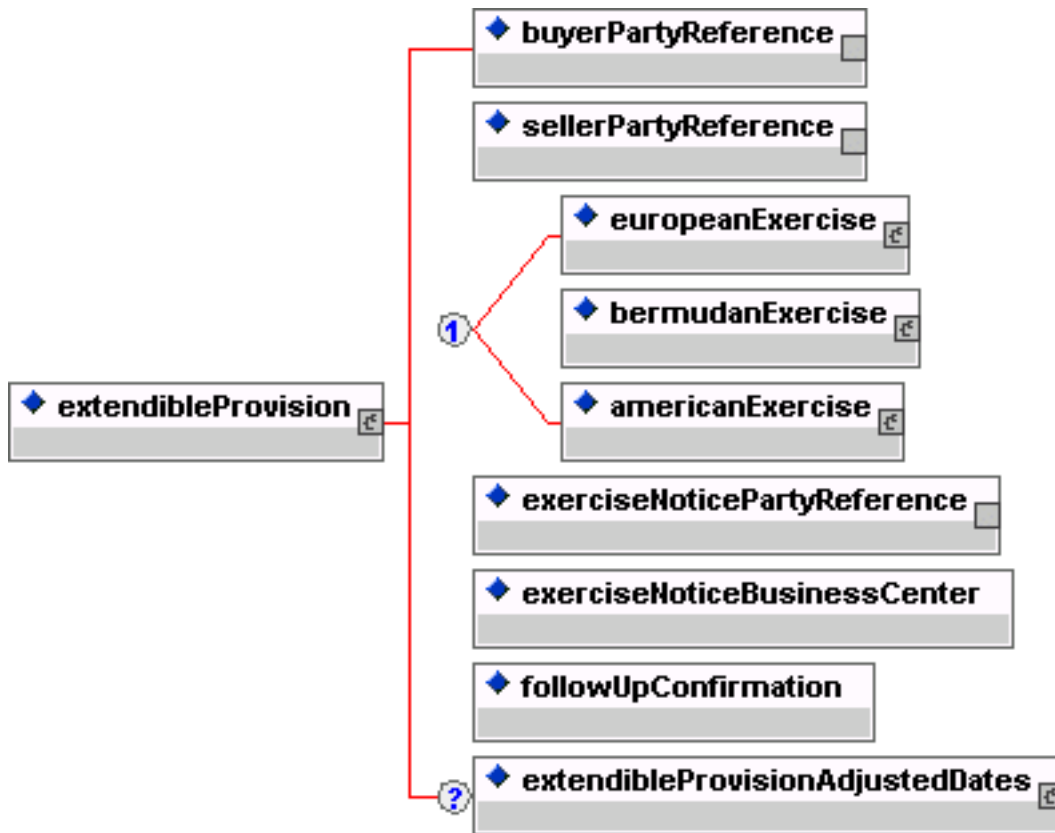 buyerPartyReference
sellerPartyReference
europeanExercise
1
bermudanExercise
extendibleProvision
americanExercise
exerciseNoticePartyReference
exerciseNoticeBusinessCenter
followUpConfirmation
?
extendibleProvisionAdjustedDates